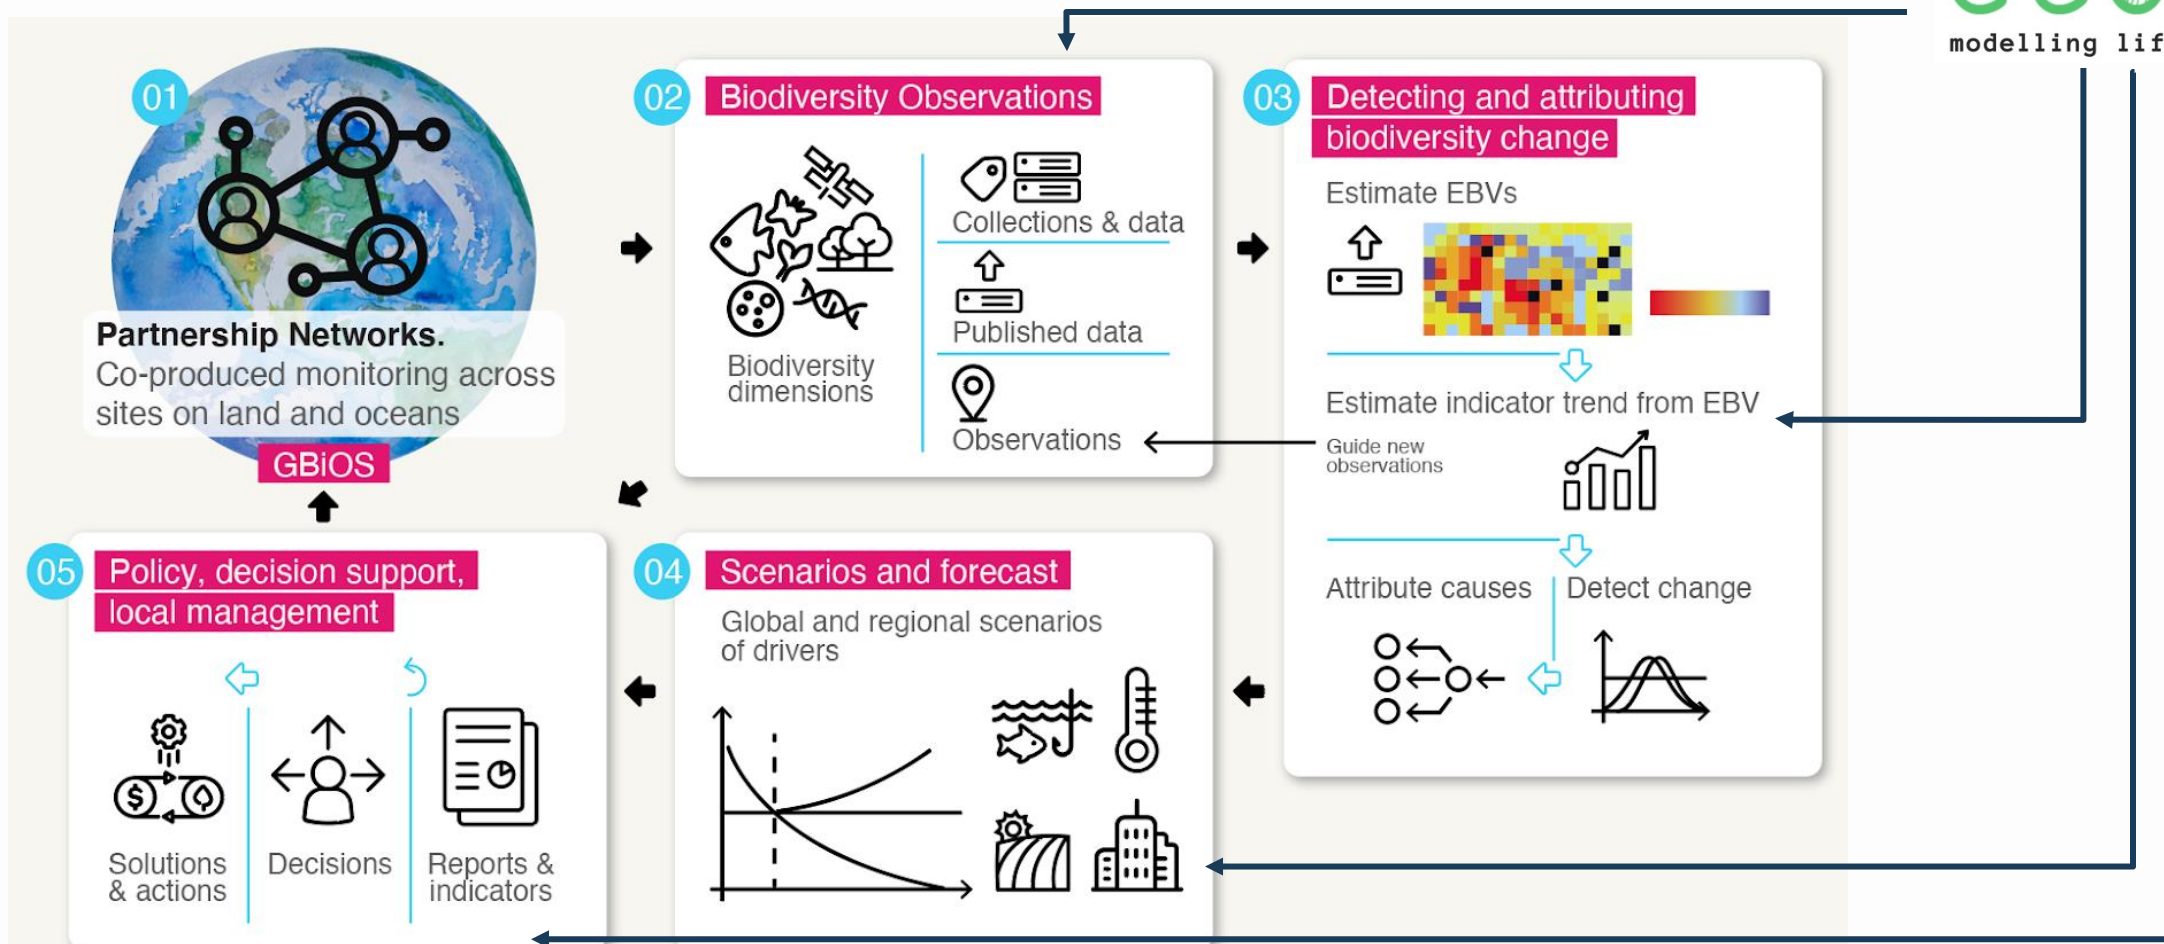 modelling
01
Partnership Networks.
Co-produced monitoring across
sites on land and oceans
GBiOS
02
Biodiversity Observations
Biodiversity
dimensions
Collections & data
Published data
Observations
03
Detecting and attributing
biodiversity change
Estimate EBVs
Estimate indicator trend from EBV
Guide new
observations
Attribute causes
Detect change
04
Scenarios and forecast
Global and regional scenarios
of drivers
05
Policy, decision support,
local management
$
Solutions
& actions
Decisions
Reports &
indicators